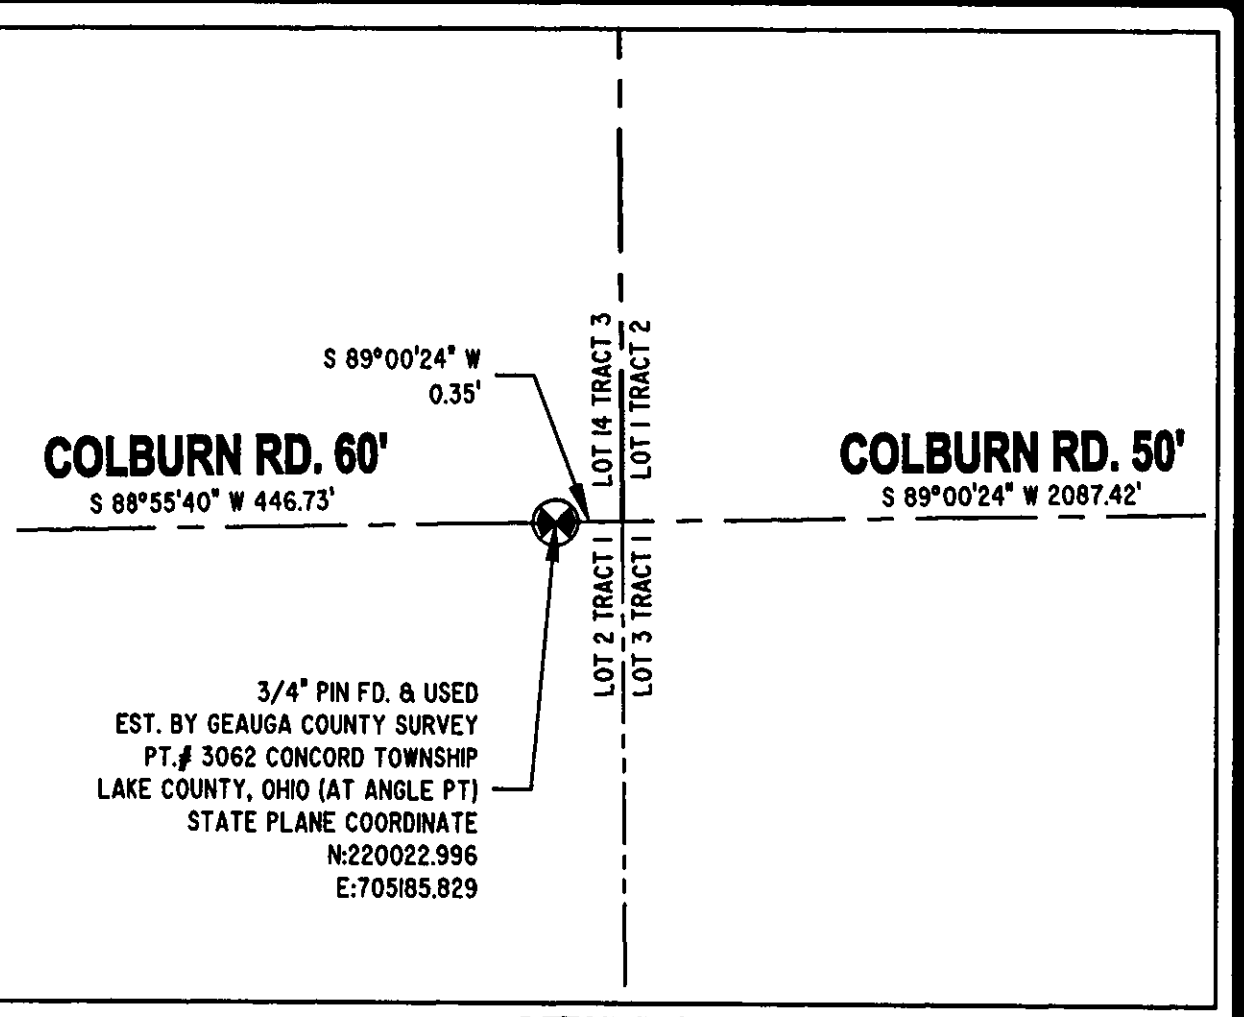 S 89°00'24" W
0.35'
COLBURN RD. 60'
S 88°55'40" W 446.73'
COLBURN RD. 50'
S 89°00'24" W 2087.42'
LOT 14 TRACT 3
LOT 1 TRACT 2
LOT 2 TRACT 1
LOT 3 TRACT 1
3/4" PIN FD. & USED
EST. BY GEAUGA COUNTY SURVEY
PT.# 3062 CONCORD TOWNSHIP
LAKE COUNTY, OHIO (AT ANGLE PT)
STATE PLANE COORDINATE
N:220022.996
E:705185.829